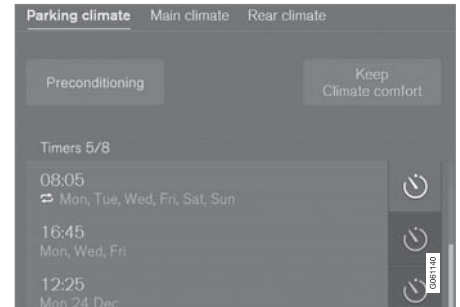 Parking climate Main climate Rear climate
Preconditioning
Keep
Climate comfort
Timers 5/8
08:05
Mon, Tue, Wed, Fri, Sat, Sun
16:45
Mon, Wed, Fri
12:25
Mon 24 Dec
G061140